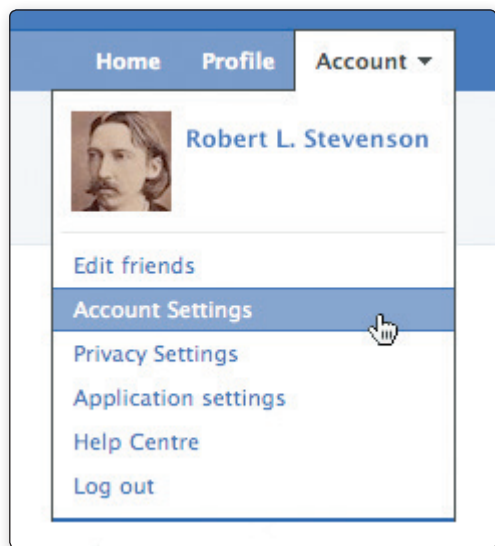 Home Profile Account
Robert L. Stevenson
Edit friends
Account Settings
Privacy Settings
Application settings
Help Centre
Log out